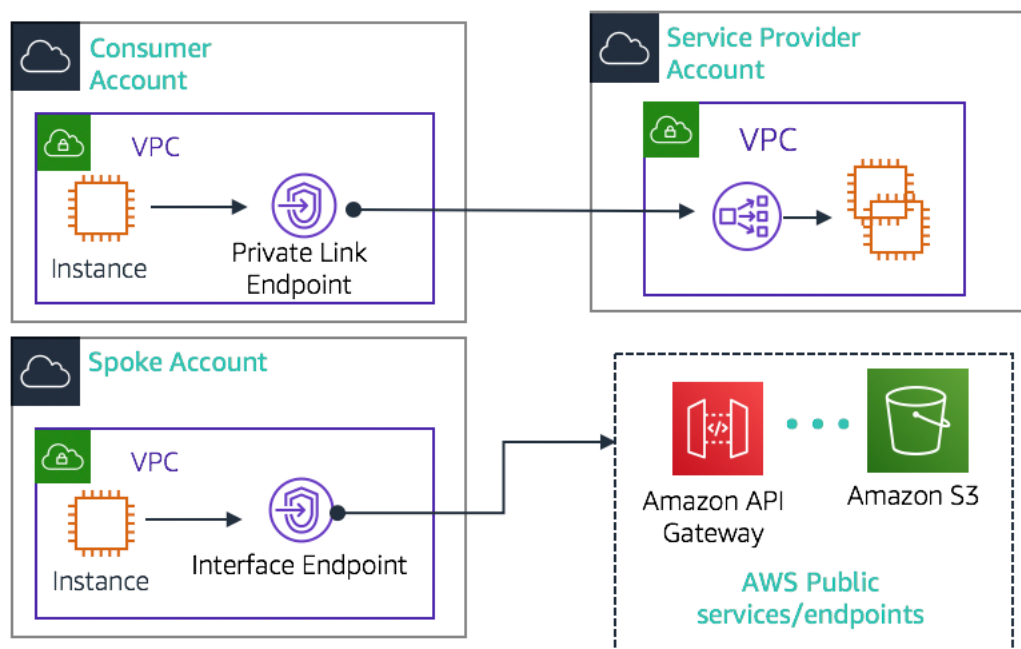 Consumer
Account
VPC
Instance
Private Link
Endpoint
Service Provider
Account
VPC
Spoke Account
VPC
Instance
Interface Endpoint
Amazon API
Gateway
Amazon S3
AWS Public
services/endpoints